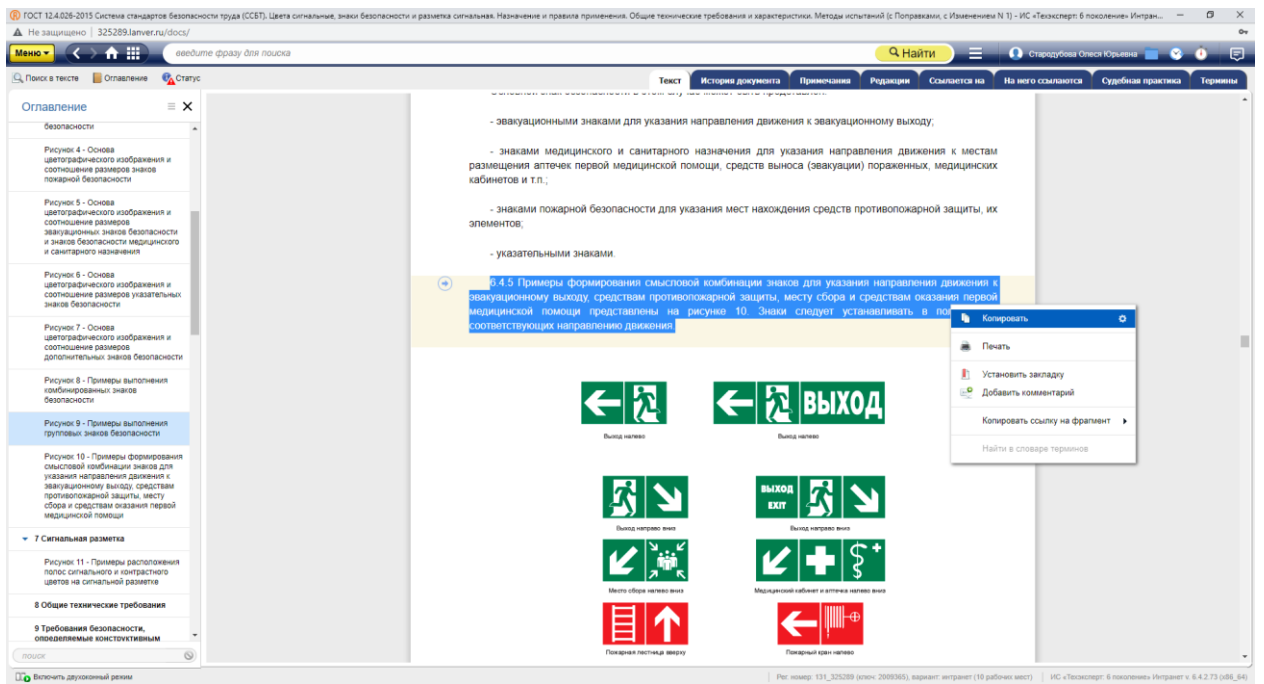 ГОСТ 12.4.026-2015 Система стандартов безопасности труда (ССБТ). Цвета сигнальные, знаки безопасности и разметка сигнальная. Назначение и правила применения. Общие технические требования и характеристики. Методы испытаний (с Поправками, с Изменением N 1) - ИС «Техэксперт: 6 поколение» Интран...
Не защищено | 325289.lanver.ru/docs/
Меню
введите фразу для поиска
Найти
Стародубова Олеся Юрьевна
Поиск в тексте
Оглавление
Статус
Текст
История документа
Примечания
Редакции
Ссылается на
На него ссылаются
Судебная практика
Термины
Оглавление
безопасности
Рисунок 4 - Основа
цветографического изображения и
соотношение размеров знаков
пожарной безопасности
Рисунок 5 - Основа
цветографического изображения и
соотношение размеров
эвакуационных знаков безопасности
и знаков безопасности медицинского
и санитарного назначения
Рисунок 6 - Основа
цветографического изображения и
соотношение размеров указательных
знаков безопасности
Рисунок 7 - Основа
цветографического изображения и
соотношение размеров
дополнительных знаков безопасности
Рисунок 8 - Примеры выполнения
комбинированных знаков
безопасности
Рисунок 9 - Примеры выполнения
групповых знаков безопасности
Рисунок 10 - Примеры формирования
смысловой комбинации знаков для
указания направления движения к
эвакуационному выходу, средствам
противопожарной защиты, месту
сбора и средствам оказания первой
медицинской помощи
7 Сигнальная разметка
Рисунок 11 - Примеры расположения
полос сигнального и контрастного
цветов на сигнальной разметке
8 Общие технические требования
9 Требования безопасности,
определяемые конструктивным
поиск
- эвакуационными знаками для указания направления движения к эвакуационному выходу;
- знаками медицинского и санитарного назначения для указания направления движения к местам
размещения аптечек первой медицинской помощи, средств выноса (эвакуации) пораженных, медицинских
кабинетов и т.п.;
- знаками пожарной безопасности для указания мест нахождения средств противопожарной защиты, их
элементов;
- указательными знаками.
6.4.5 Примеры формирования смысловой комбинации знаков для указания направления движения к
эвакуационному выходу, средствам противопожарной защиты, месту сбора и средствам оказания первой
медицинской помощи представлены на рисунке 10. Знаки следует устанавливать в
соответствующих направлению движения.
Копировать
Печать
Установить закладку
Добавить комментарий
Копировать ссылку на фрагмент
Найти в словаре терминов
ВЫХОД
Выход налево
Выход налево
ВЫХОД
EXIT
Выход направо вниз
Выход направо вниз
Место сбора налево вниз
Медицинский кабинет и аптечка налево вниз
Пожарная лестница вверху
Пожарный кран налево
Включить двухоконный режим
Рег. номер: 131_325289 (ключ: 2009365), вариант: интранет (10 рабочих мест)
ИС «Техэксперт: 6 поколение» Интранет v. 6.4.2.73 (x86_64)